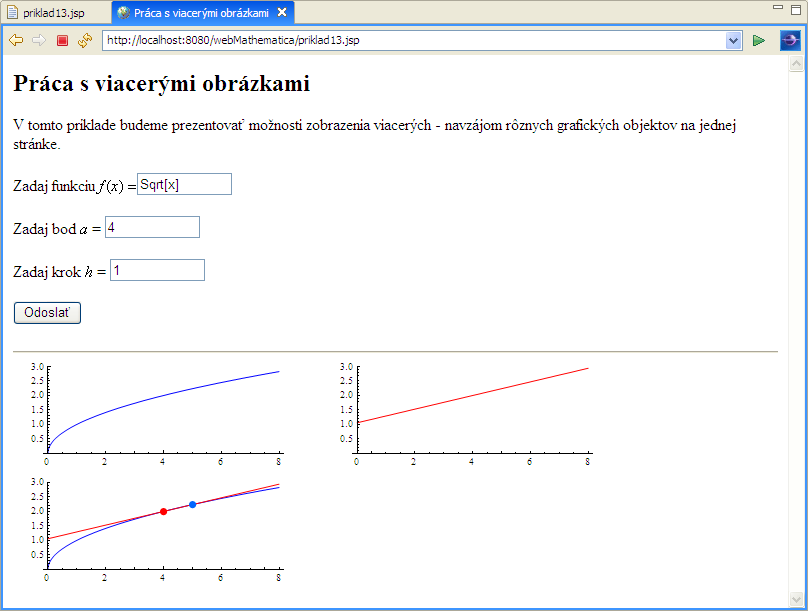 priklad13.jsp
Práca s viacerými obrázkami
http://localhost:8080/webMathematica/priklad13.jsp
Práca s viacerými obrázkami
V tomto priklade budeme prezentovať možnosti zobrazenia viacerých - navzájom rôznych grafických objektov na jednej
stránke.
Zadaj funkciu f(x) = Sqrt[x]
Zadaj bod a = 4
Zadaj krok h = 1
Odoslať
3.0
2.5
2.0
1.5
1.0
0.5
0 2 4 6 8
3.0
2.5
2.0
1.5
1.0
0.5
0 2 4 6 8
3.0
2.5
2.0
1.5
1.0
0.5
0 2 4 6 8